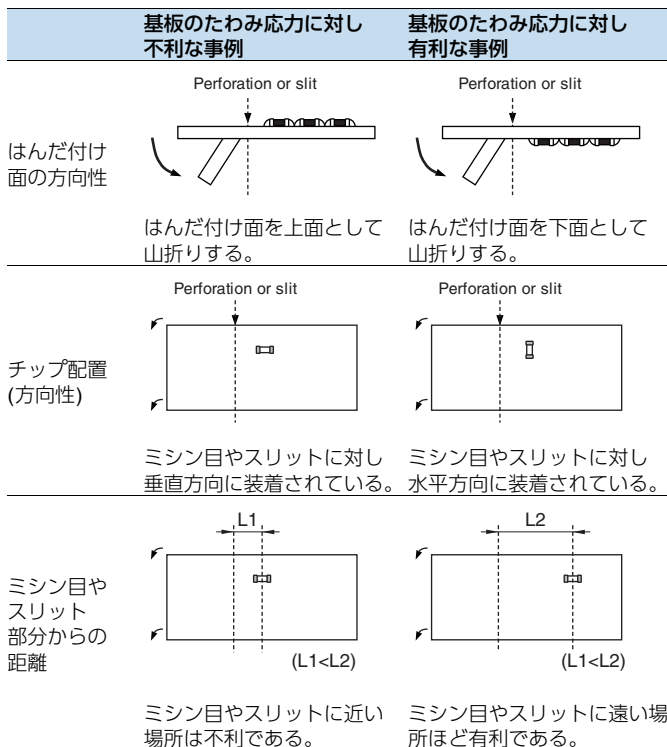 基板のたわみ応力に対し
不利な事例
基板のたわみ応力に対し
有利な事例
はんだ付け
面の方向性
Perforation or slit
はんだ付け面を上面として
山折りする。
Perforation or slit
はんだ付け面を下面として
山折りする。
チップ配置
(方向性)
Perforation or slit
ミシン目やスリットに対し
垂直方向に装着されている。
Perforation or slit
ミシン目やスリットに対し
水平方向に装着されている。
ミシン目や
スリット
部分からの
距離
L1
(L1<L2)
ミシン目やスリットに近い
場所は不利である。
L2
(L1<L2)
ミシン目やスリットに遠い場
所ほど有利である。